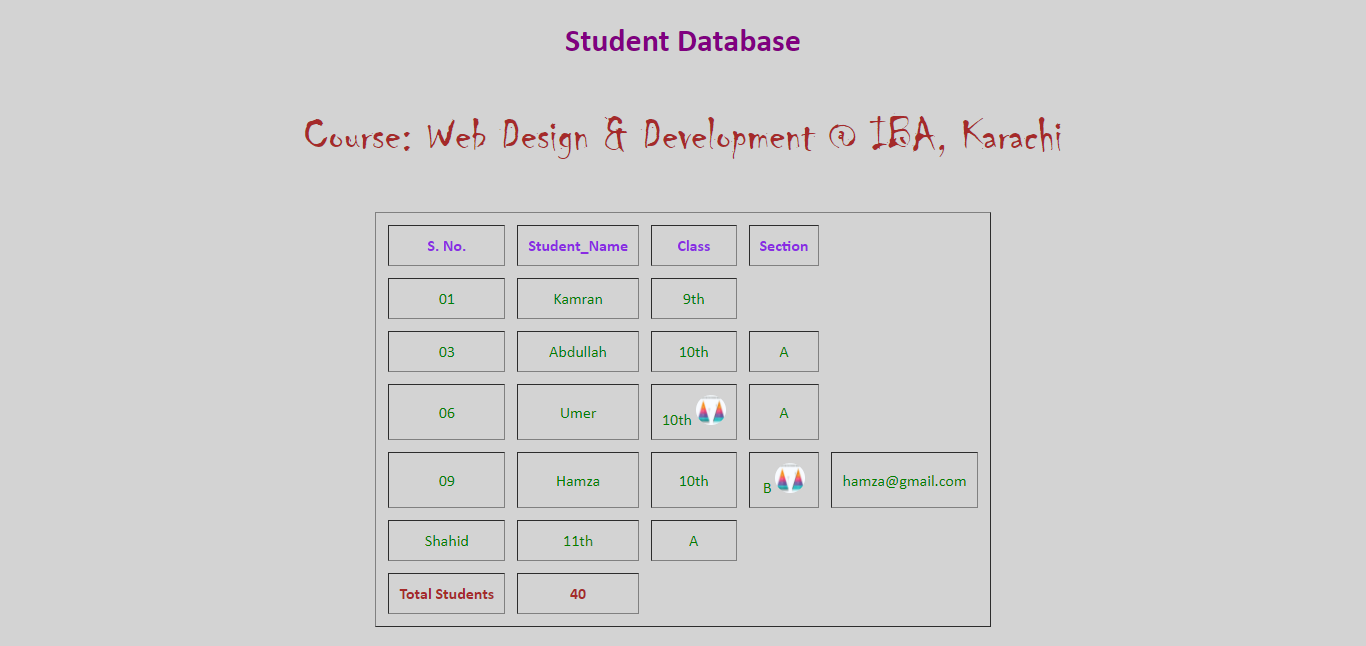 Student Database
Course: Web Design & Development @ IBA, Karachi
S. No. Student_Name Class Section
01 Kamran 9th
03 Abdullah 10th A
06 Umer 10th A
09 Hamza 10th B hamza@gmail.com
Shahid 11th A
Total Students 40